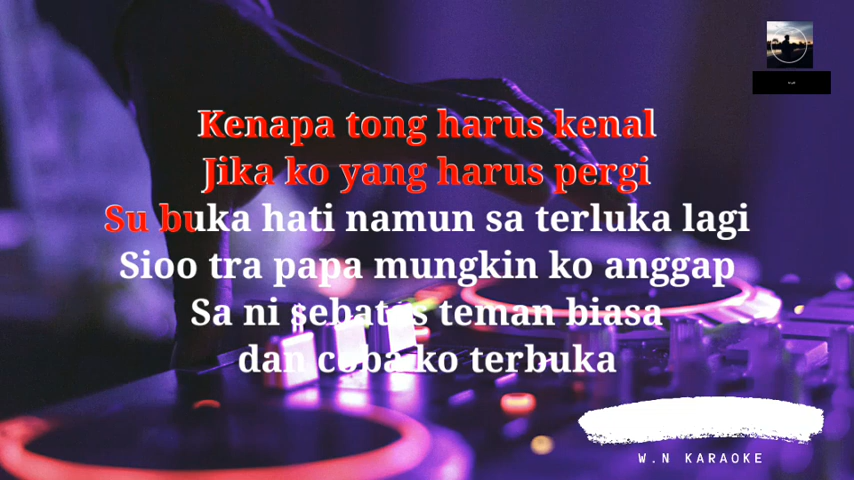 Kenapa tong harus kenal
Jika ko yang harus pergi
Su buka hati namun sa terluka lagi
Sioo tra papa mungkin ko anggap
Sa ni sebatas teman biasa
dan coba ko terbuka
W.N KARAOKE